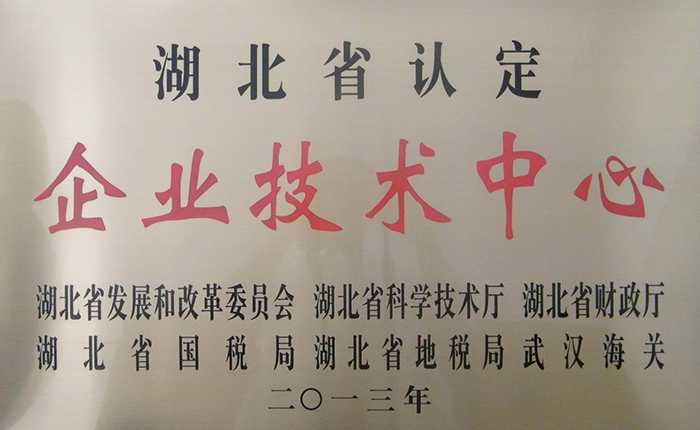 湖北省认定
企业技术中心
湖北省发展和改革委员会 湖北省科学技术厅 湖北省财政厅
湖北省国税局 湖北省地税局 武汉海关
二〇一三年